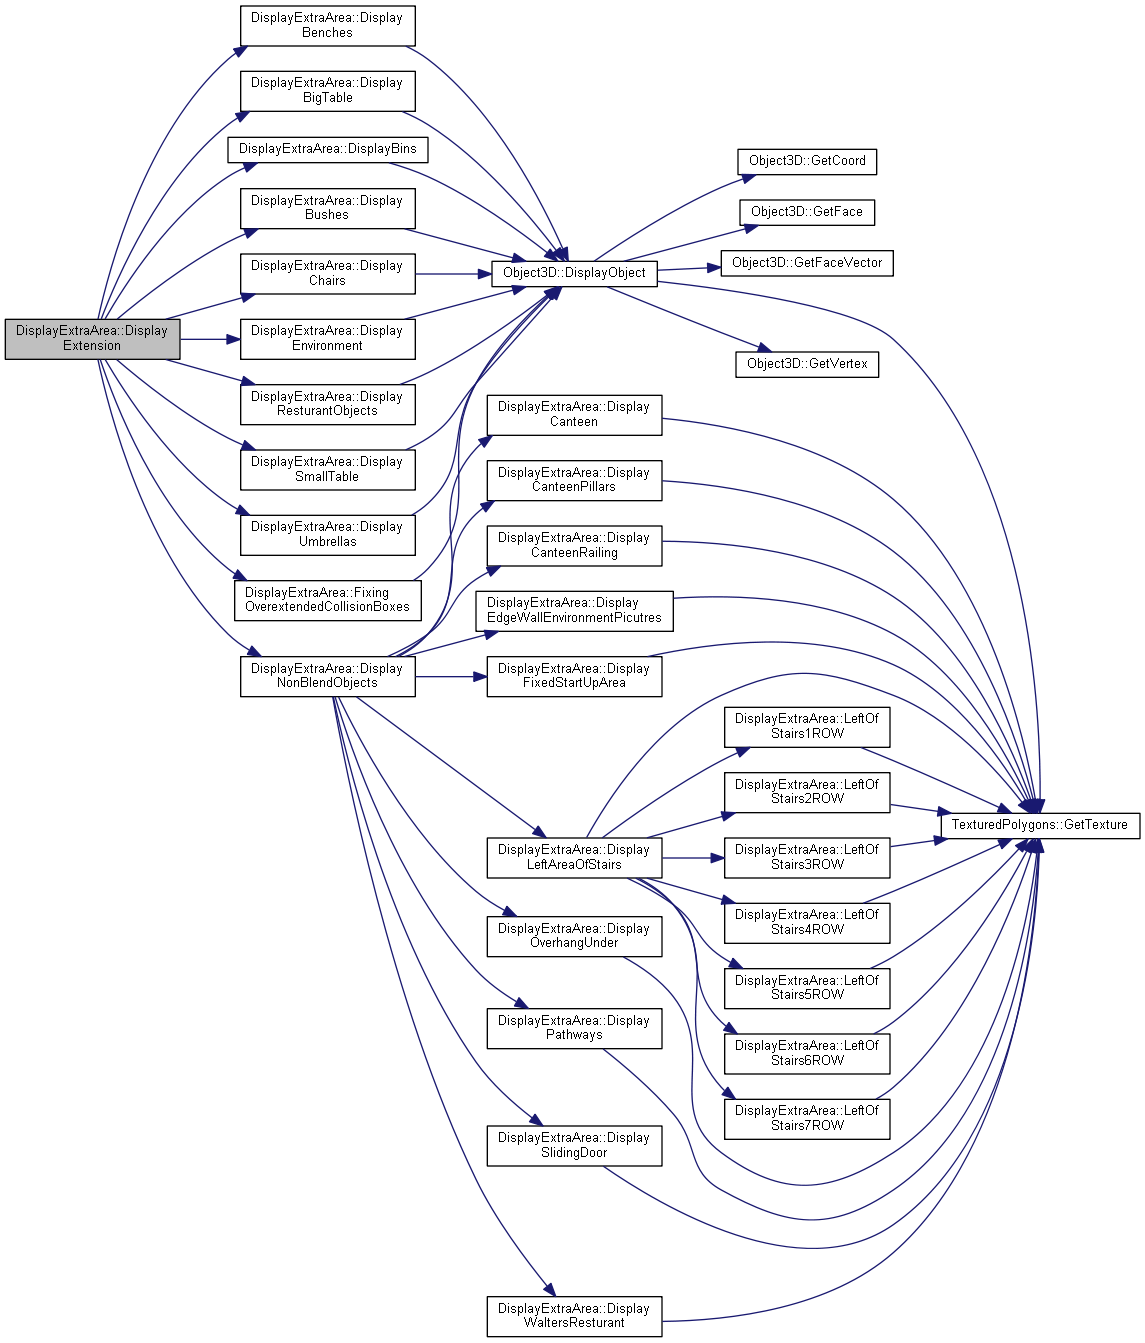 DisplayExtraArea::Display
Extension
DisplayExtraArea::Display
Benches
DisplayExtraArea::Display
BigTable
DisplayExtraArea::DisplayBins
DisplayExtraArea::Display
Bushes
DisplayExtraArea::Display
Chairs
DisplayExtraArea::Display
Environment
DisplayExtraArea::Display
ResturantObjects
DisplayExtraArea::Display
SmallTable
DisplayExtraArea::Display
Umbrellas
DisplayExtraArea::Fixing
OverextendedCollisionBoxes
DisplayExtraArea::Display
NonBlendObjects
Object3D::DisplayObject
DisplayExtraArea::Display
Canteen
DisplayExtraArea::Display
CanteenPillars
DisplayExtraArea::Display
CanteenRailing
DisplayExtraArea::Display
EdgeWallEnvironmentPicutres
DisplayExtraArea::Display
FixedStartUpArea
DisplayExtraArea::Display
LeftAreaOfStairs
DisplayExtraArea::Display
OverhangUnder
DisplayExtraArea::Display
Pathways
DisplayExtraArea::Display
SlidingDoor
DisplayExtraArea::Display
WaltersResturant
Object3D::GetCoord
Object3D::GetFace
Object3D::GetFaceVector
Object3D::GetVertex
DisplayExtraArea::LeftOf
Stairs1ROW
DisplayExtraArea::LeftOf
Stairs2ROW
DisplayExtraArea::LeftOf
Stairs3ROW
DisplayExtraArea::LeftOf
Stairs4ROW
DisplayExtraArea::LeftOf
Stairs5ROW
DisplayExtraArea::LeftOf
Stairs6ROW
DisplayExtraArea::LeftOf
Stairs7ROW
TexturedPolygons::GetTexture